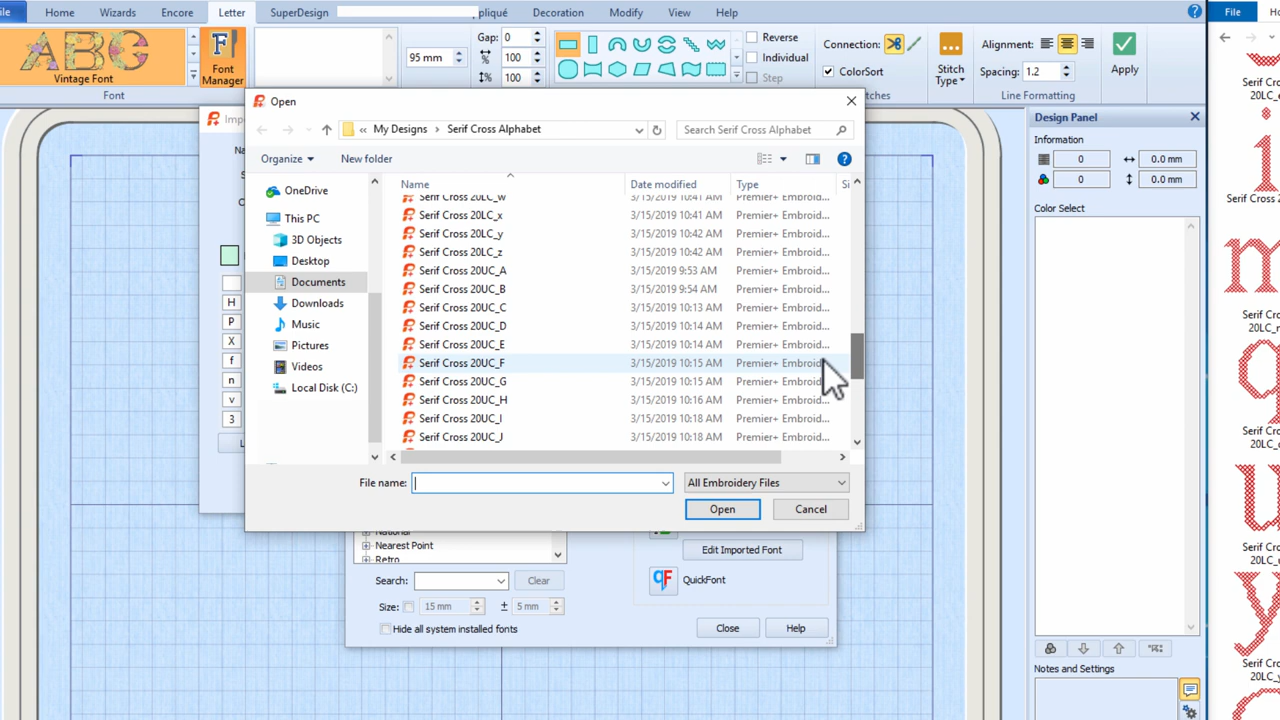 File Home Wizards Encore Letter SuperDesign pliqué Decoration Modify View Help
ABC
Vintage Font
Font
F
Font
Manager
95 mm
Gap: 0
100
100
Reverse
Individual
Step
Connection:
ColorSort
Stitch
Type
Alignment:
Spacing: 1.2
Line Formatting
Apply
File
Open
My Designs
Serif Cross Alphabet
Search Serif Cross Alphabet
Organize
New folder
Name
Date modified
Type
Si
OneDrive
This PC
3D Objects
Desktop
Documents
Downloads
Music
Pictures
Videos
Local Disk (C:)
Serif Cross 20LC_w 3/15/2019 10:41 AM Premier+ Embroid...
Serif Cross 20LC_x 3/15/2019 10:41 AM Premier+ Embroid...
Serif Cross 20LC_y 3/15/2019 10:42 AM Premier+ Embroid...
Serif Cross 20LC_z 3/15/2019 10:42 AM Premier+ Embroid...
Serif Cross 20UC_A 3/15/2019 9:53 AM Premier+ Embroid...
Serif Cross 20UC_B 3/15/2019 9:54 AM Premier+ Embroid...
Serif Cross 20UC_C 3/15/2019 10:13 AM Premier+ Embroid...
Serif Cross 20UC_D 3/15/2019 10:14 AM Premier+ Embroid...
Serif Cross 20UC_E 3/15/2019 10:14 AM Premier+ Embroid...
Serif Cross 20UC_F 3/15/2019 10:15 AM Premier+ Embroid...
Serif Cross 20UC_G 3/15/2019 10:15 AM Premier+ Embroid...
Serif Cross 20UC_H 3/15/2019 10:16 AM Premier+ Embroid...
Serif Cross 20UC_I 3/15/2019 10:18 AM Premier+ Embroid...
Serif Cross 20UC_J 3/15/2019 10:18 AM Premier+ Embroid...
File name:
All Embroidery Files
Open
Cancel
H
P
X
f
n
v
3
National
Nearest Point
Retro
Edit Imported Font
Search:
Clear
qF
QuickFont
Size: 15 mm ± 5 mm
Hide all system installed fonts
Close
Help
Design Panel
Information
0 0.0 mm
0 0.0 mm
Color Select
Notes and Settings
Serif Cro
i
Serif Cross
m
Serif Cro
q
Serif Cro
u
Serif Cro
y
Serif Cro